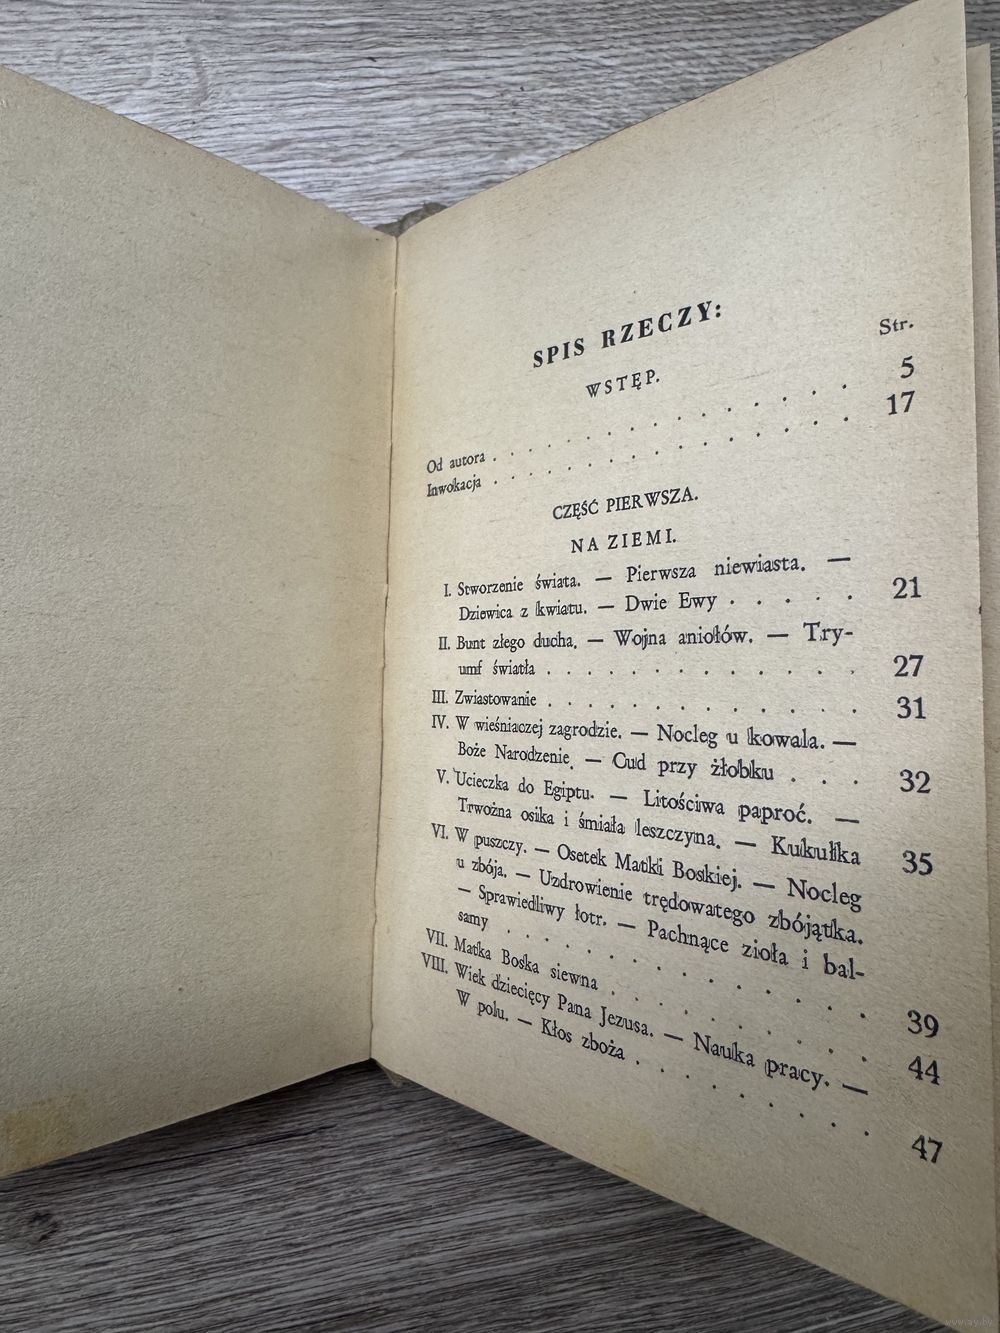 SPIS RZECZY:
Str.
WSTĘP.
Od autora . . . . . . . . . . . . . 5
Inwokacja . . . . . . . . . . . . . 17
CZĘŚĆ PIERWSZA.
NA ZIEMI.
I. Stworzenie świata. — Pierwsza niewiasta. —
Dziewica z kwiatu. — Dwie Ewy . . . . . 21
II. Bunt złego ducha. — Wojna aniołów. — Try-
umf światła . . . . . . . . . . . . 27
III. Zwiastowanie . . . . . . . . . . . . 31
IV. W wieśniaczej zagrodzie. — Nocleg u kowala. —
Boże Narodzenie. — Cud przy żłobku . . . 32
V. Ucieczka do Egiptu. — Litościwa paproć. —
Trwożna osika i śmiała leszczyna. — Kukułka 35
VI. W puszczy. — Osetek Matki Boskiej. — Nocleg
u zbója. — Uzdrowienie trędowatego zbójątka.
— Sprawiedliwy łotr. — Pachnące zioła i bal-
samy . . . . . . . . . . . . . 39
VII. Matka Boska siewna . . . . . . . . . 44
VIII. Wiek dziecięcy Pana Jezusa. — Nauka pracy. —
W polu. — Kłos zboża . . . . . . . . 47
www.ay.by